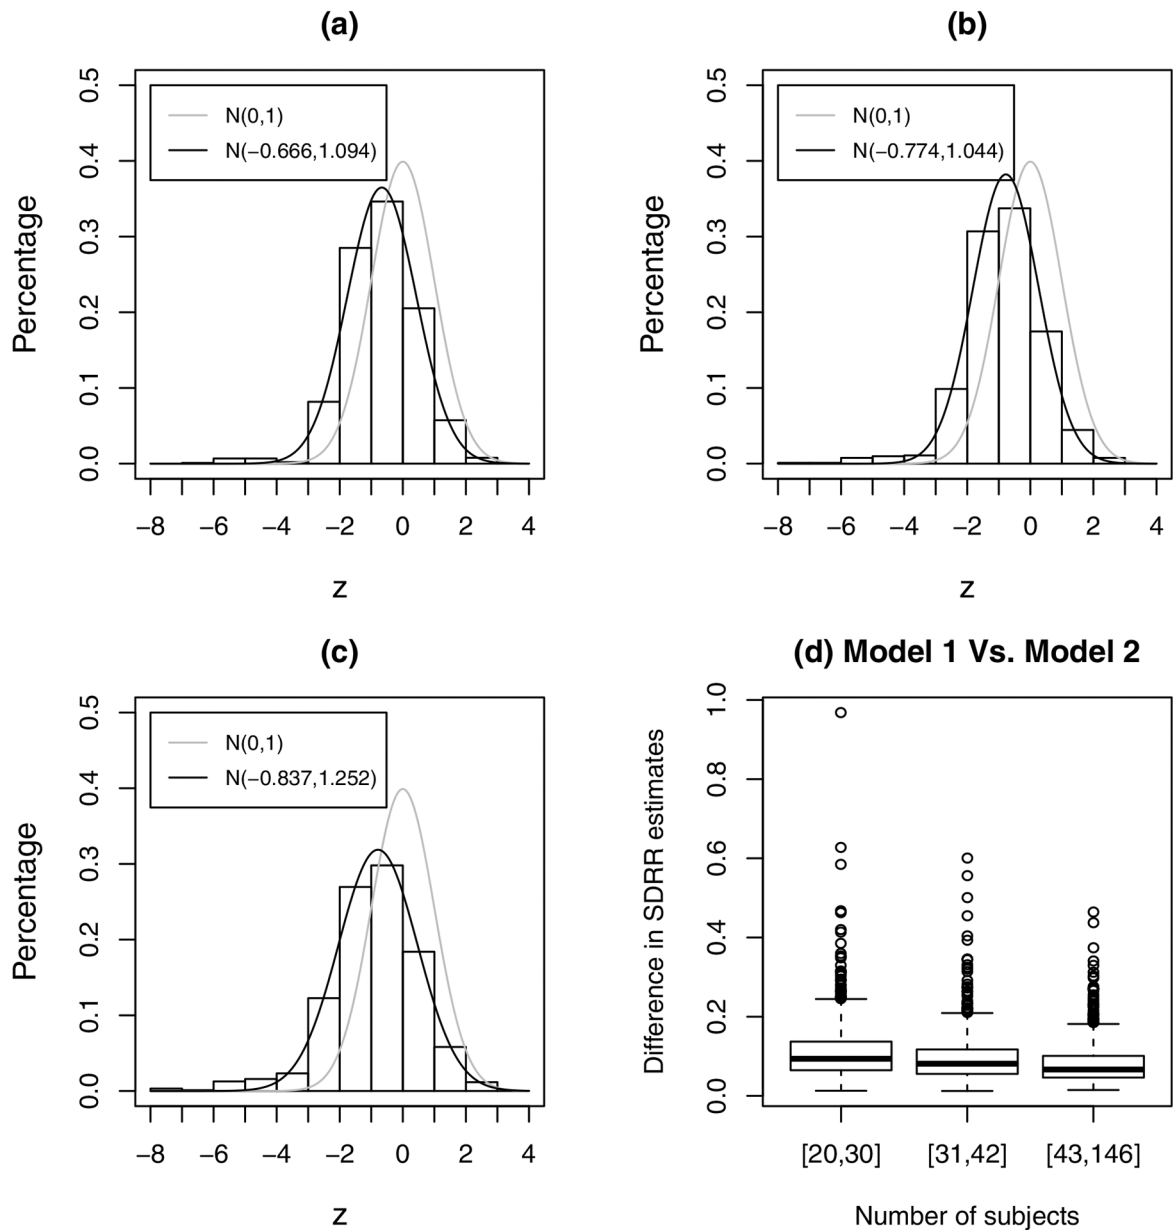 (a)
N(0,1)
N(−0.666,1.094)
Percentage
0.0 0.1 0.2 0.3 0.4 0.5
−8 −6 −4 −2 0 2 4
z
(b)
N(0,1)
N(−0.774,1.044)
Percentage
0.0 0.1 0.2 0.3 0.4 0.5
−8 −6 −4 −2 0 2 4
z
(c)
N(0,1)
N(−0.837,1.252)
Percentage
0.0 0.1 0.2 0.3 0.4 0.5
−8 −6 −4 −2 0 2 4
z
(d) Model 1 Vs. Model 2
Difference in SDRR estimates
0.0 0.2 0.4 0.6 0.8 1.0
[20,30] [31,42] [43,146]
Number of subjects